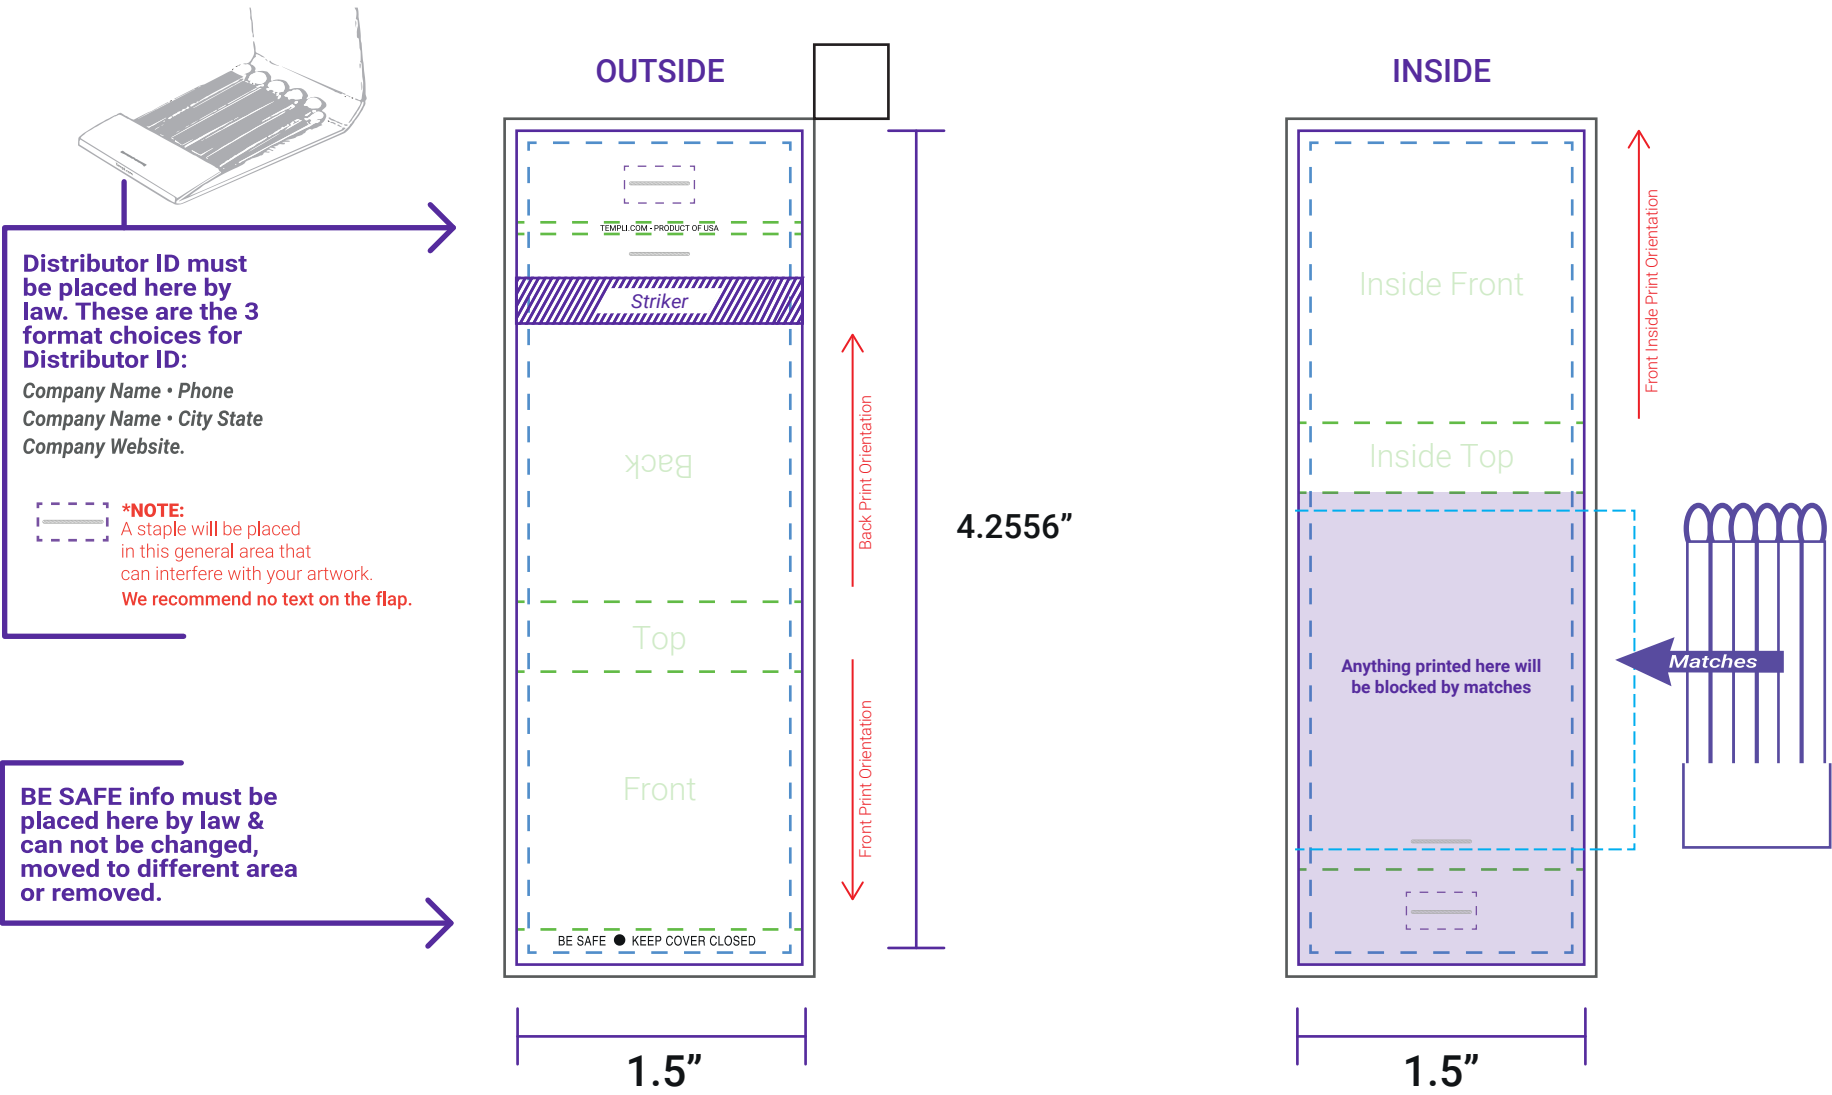 OUTSIDE
INSIDE
Distributor ID must
be placed here by
law. These are the 3
format choices for
Distributor ID:
Company Name • Phone
Company Name • City State
Company Website.
*NOTE:
A staple will be placed
in this general area that
can interfere with your artwork.
We recommend no text on the flap.
BE SAFE info must be
placed here by law &
can not be changed,
moved to different area
or removed.
TEMPLI.COM - PRODUCT OF USA
Striker
Back
Top
Front
BE SAFE ● KEEP COVER CLOSED
Back Print Orientation
Front Print Orientation
4.2556”
1.5”
Inside Front
Inside Top
Anything printed here will
be blocked by matches
Front Inside Print Orientation
Matches
1.5”